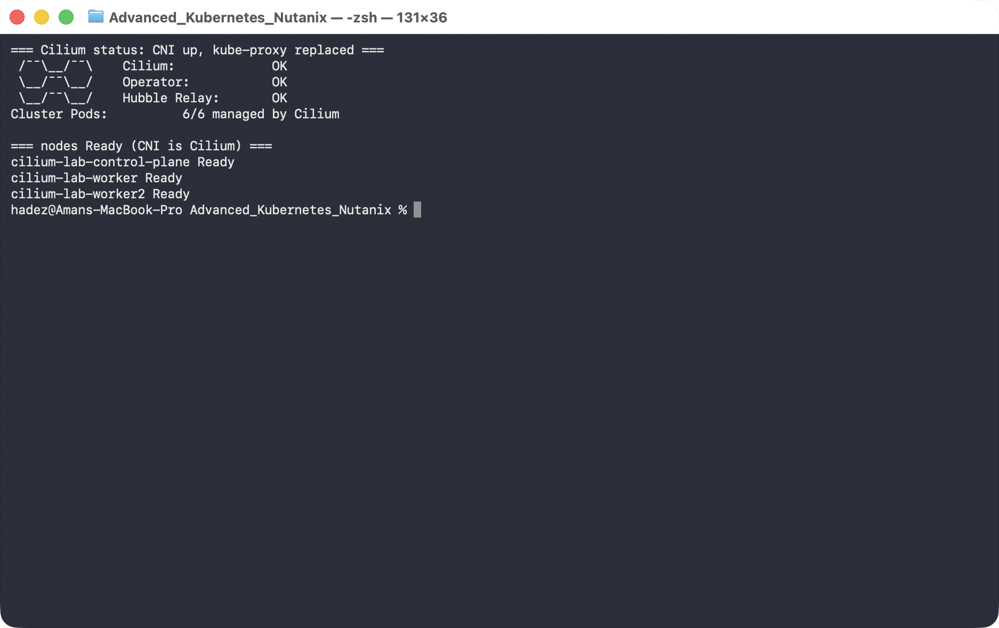 Advanced_Kubernetes_Nutanix — -zsh — 131×36
=== Cilium status: CNI up, kube-proxy replaced ===
 /¯¯\__/¯¯\    Cilium:             OK
 \__/¯¯\__/    Operator:           OK
 \__/¯¯\__/    Hubble Relay:       OK
Cluster Pods:          6/6 managed by Cilium
=== nodes Ready (CNI is Cilium) ===
cilium-lab-control-plane Ready
cilium-lab-worker Ready
cilium-lab-worker2 Ready
hadez@Amans-MacBook-Pro Advanced_Kubernetes_Nutanix %